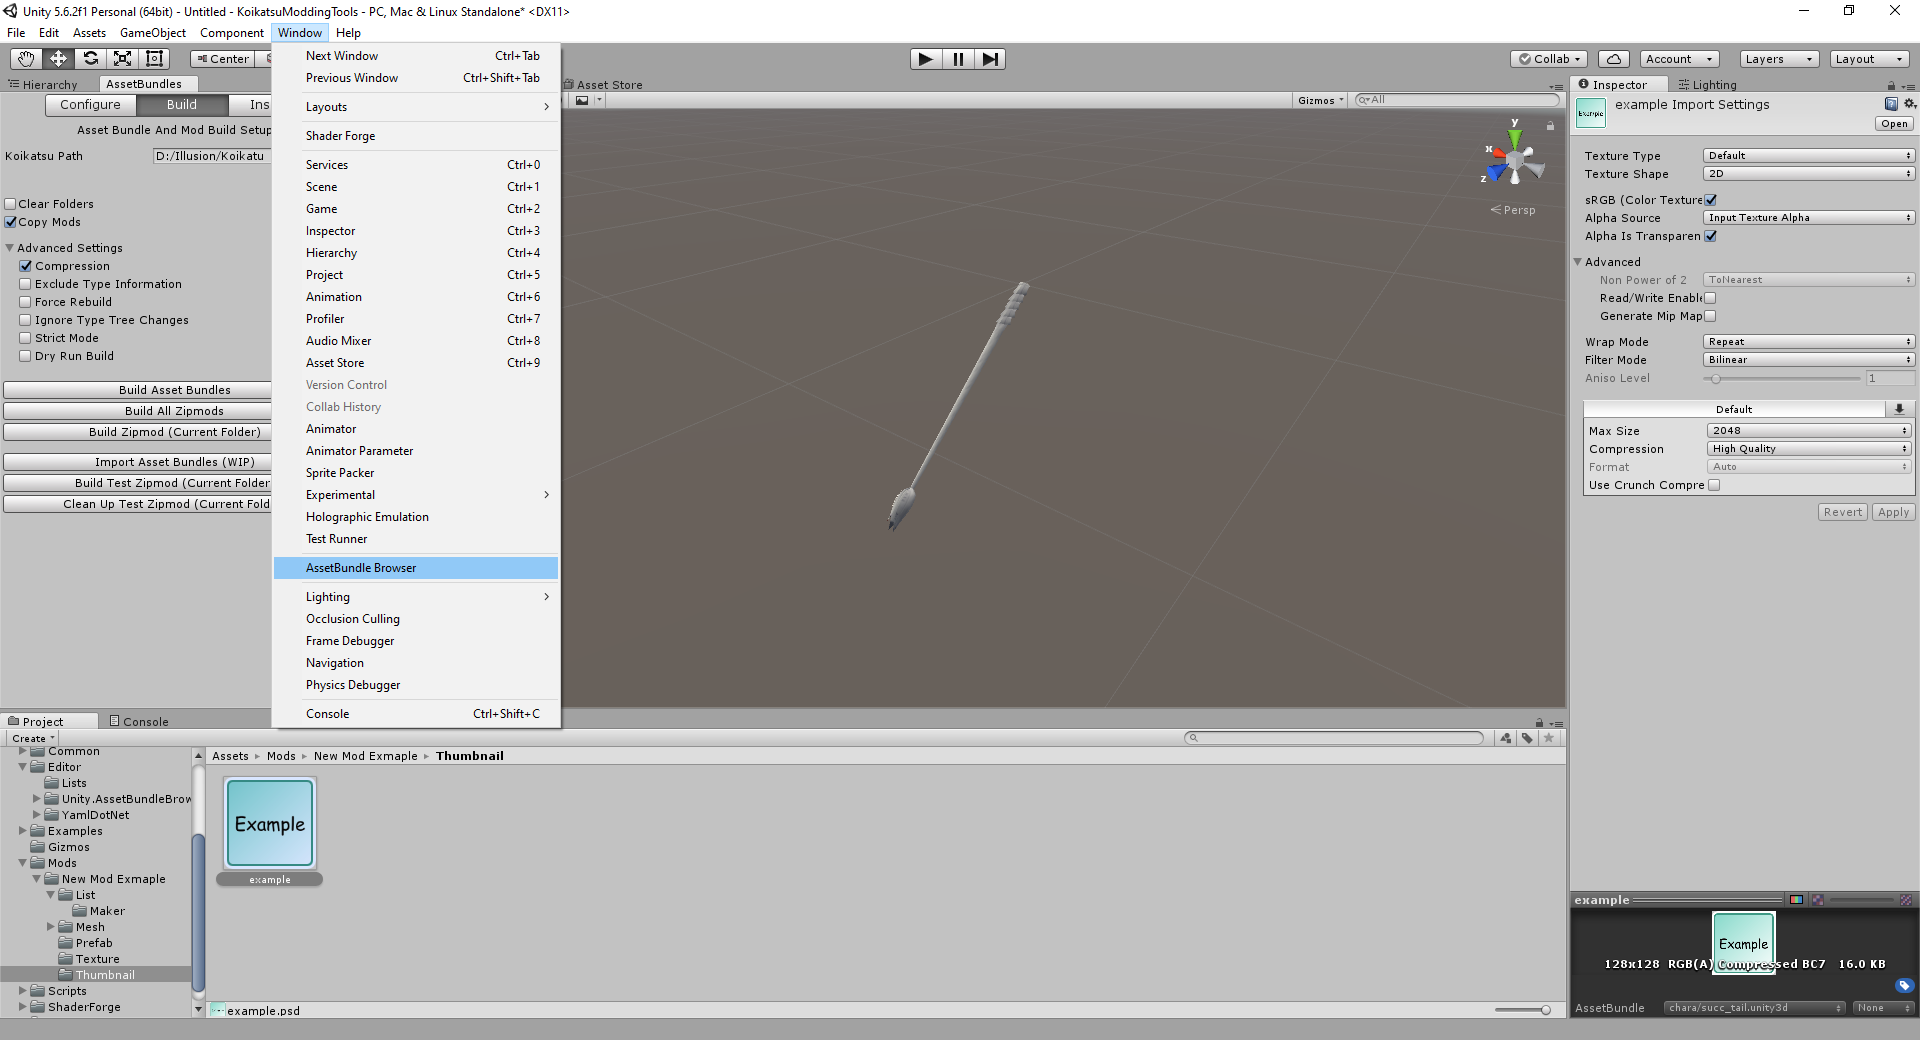 Unity 5.6.2f1 Personal (64bit) - Untitled - KoikatsuModdingTools - PC, Mac & Linux Standalone* <DX11>
File Edit Assets GameObject Component Window Help
Center
Collab Account Layers Layout
Hierarchy AssetBundles
Asset Store
Inspector Lighting
Configure Build Ins
Asset Bundle And Mod Build Setup
Koikatsu Path D:/Illusion/Koikatu
Clear Folders
Copy Mods
Advanced Settings
Compression
Exclude Type Information
Force Rebuild
Ignore Type Tree Changes
Strict Mode
Dry Run Build
Build Asset Bundles
Build All Zipmods
Build Zipmod (Current Folder)
Import Asset Bundles (WIP)
Build Test Zipmod (Current Folder
Clean Up Test Zipmod (Current Fold
Next Window Ctrl+Tab
Previous Window Ctrl+Shift+Tab
Layouts
Shader Forge
Services Ctrl+0
Scene Ctrl+1
Game Ctrl+2
Inspector Ctrl+3
Hierarchy Ctrl+4
Project Ctrl+5
Animation Ctrl+6
Profiler Ctrl+7
Audio Mixer Ctrl+8
Asset Store Ctrl+9
Version Control
Collab History
Animator
Animator Parameter
Sprite Packer
Experimental
Holographic Emulation
Test Runner
AssetBundle Browser
Lighting
Occlusion Culling
Frame Debugger
Navigation
Physics Debugger
Console Ctrl+Shift+C
Gizmos All
y
x
z
Persp
Example
example Import Settings
Open
Texture Type Default
Texture Shape 2D
sRGB (Color Texture
Alpha Source Input Texture Alpha
Alpha Is Transparen
Advanced
Non Power of 2 ToNearest
Read/Write Enable
Generate Mip Map
Wrap Mode Repeat
Filter Mode Bilinear
Aniso Level 1
Default
Max Size 2048
Compression High Quality
Format Auto
Use Crunch Compre
Revert Apply
Project Console
Create
Common
Editor
Lists
Unity.AssetBundleBrow
YamlDotNet
Examples
Gizmos
Mods
New Mod Exmaple
List
Maker
Mesh
Prefab
Texture
Thumbnail
Scripts
ShaderForge
Assets Mods New Mod Exmaple Thumbnail
Example
example
example.psd
example
Example
128x128 RGB(A) Compressed BC7 16.0 KB
AssetBundle chara/succ_tail.unity3d None